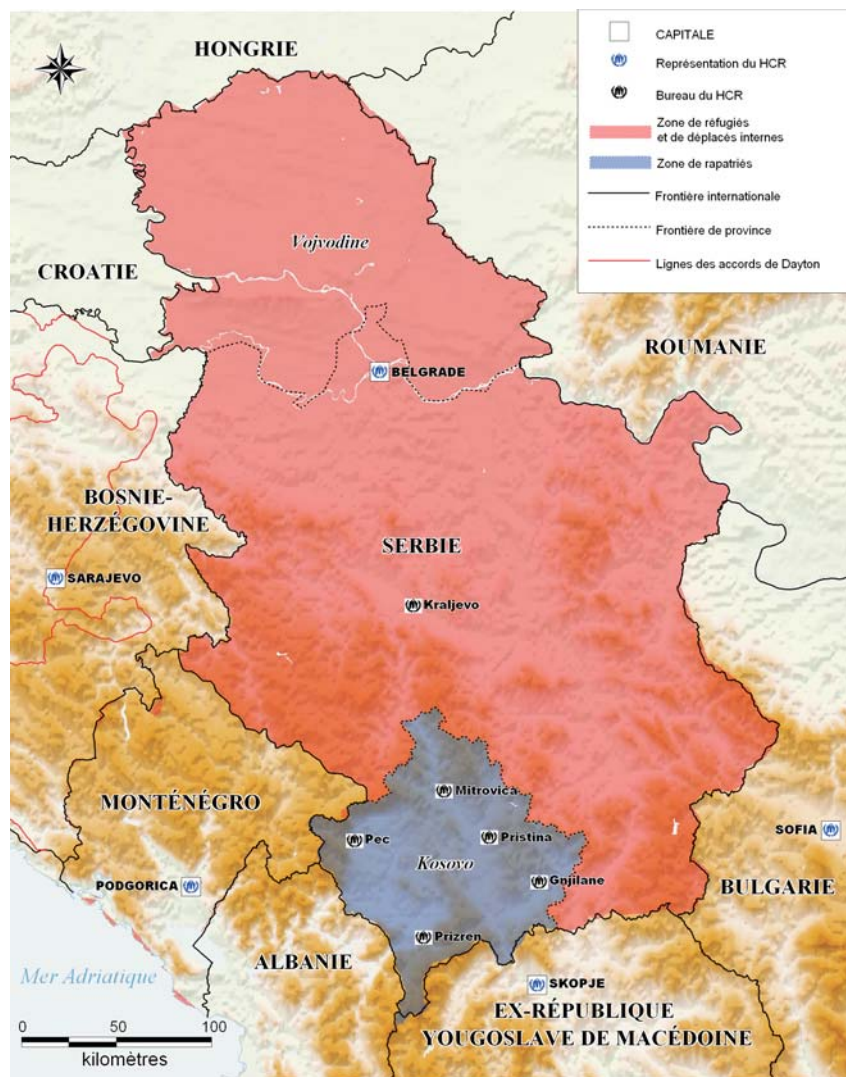 HONGRIE
CAPITALE
Représentation du HCR
Bureau du HCR
Zone de réfugiés
et de déplacés internes
Zone de rapatriés
Frontière internationale
Frontière de province
Lignes des accords de Dayton
Vojvodine
CROATIE
ROUMANIE
BELGRADE
BOSNIE-
HERZÉGOVINE
SERBIE
SARAJEVO
Kraljevo
MONTÉNÉGRO
Mitrovica
Pec
Pristina
SOFIA
Kosovo
Gnjilane
PODGORICA
BULGARIE
Prizren
ALBANIE
Mer Adriatique
SKOPJE
EX-RÉPUBLIQUE
YOUGOSLAVE DE MACÉDOINE
0 50 100
kilomètres